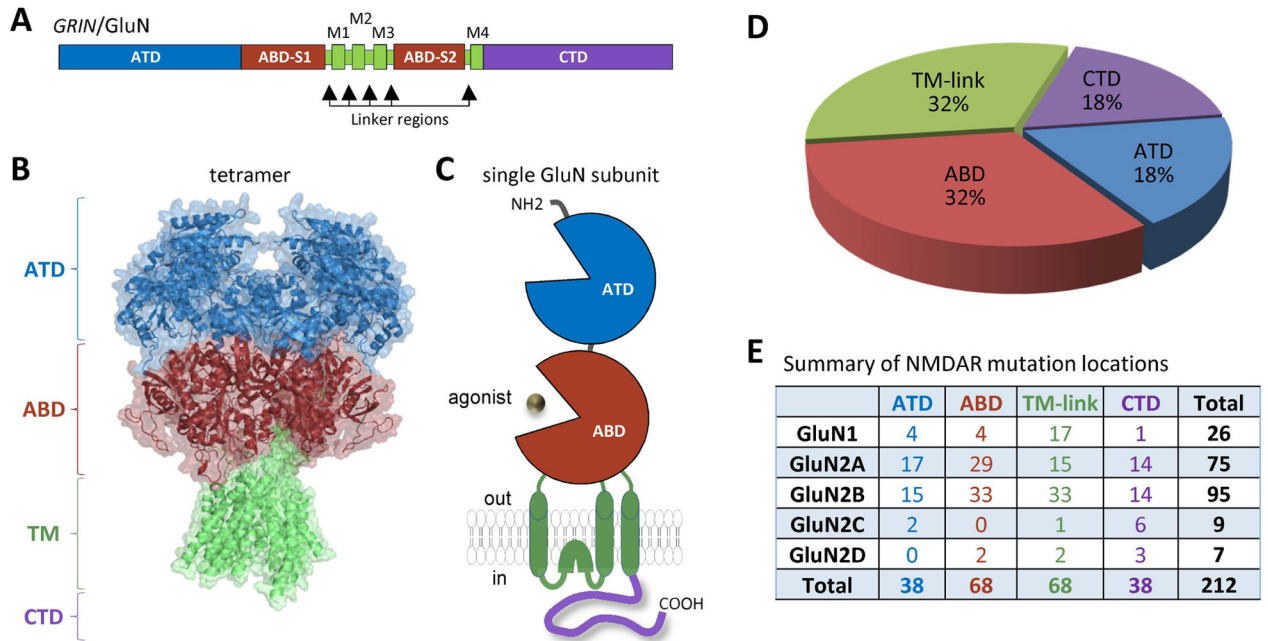 A
GRIN/GluN
M1
M2
M3
M4
ATD
ABD-S1
ABD-S2
CTD
Linker regions
B
tetramer
ATD
ABD
TM
CTD
C
single GluN subunit
NH2
ATD
agonist
ABD
out
in
COOH
D
TM-link
32%
CTD
18%
ATD
18%
ABD
32%
E
Summary of NMDAR mutation locations
ATD ABD TM-link CTD Total
GluN1 4 4 17 1 26
GluN2A 17 29 15 14 75
GluN2B 15 33 33 14 95
GluN2C 2 0 1 6 9
GluN2D 0 2 2 3 7
Total 38 68 68 38 212